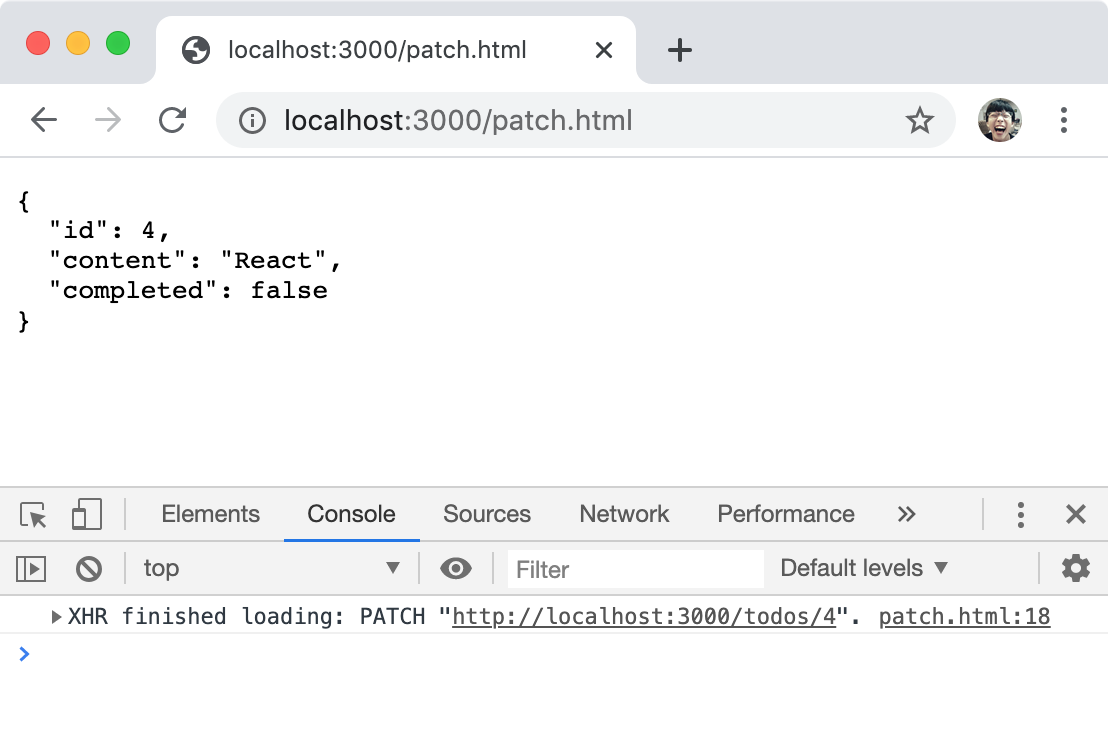 localhost:3000/patch.html
localhost:3000/patch.html
{
  "id": 4,
  "content": "React",
  "completed": false
}
Elements Console Sources Network Performance
top Filter Default levels
XHR finished loading: PATCH "http://localhost:3000/todos/4". patch.html:18